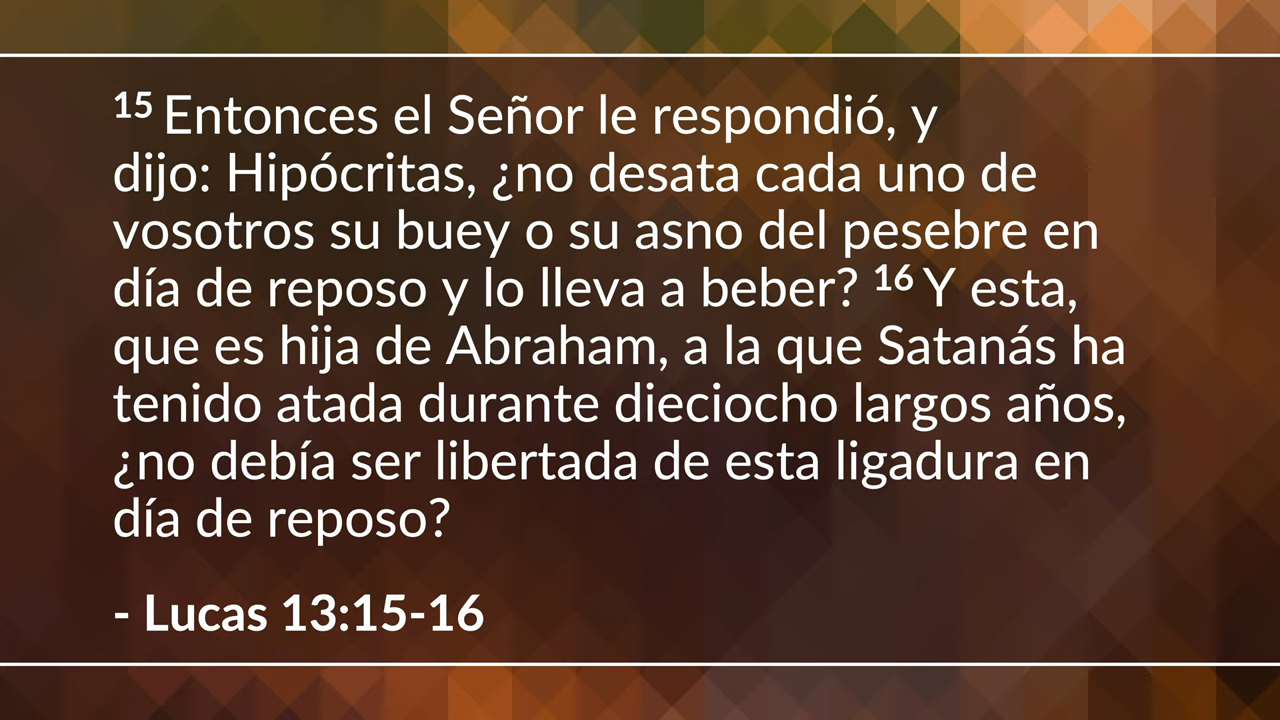 15 Entonces el Señor le respondió, y
dijo: Hipócritas, ¿no desata cada uno de
vosotros su buey o su asno del pesebre en
día de reposo y lo lleva a beber? 16 Y esta,
que es hija de Abraham, a la que Satanás ha
tenido atada durante dieciocho largos años,
¿no debía ser libertada de esta ligadura en
día de reposo?
- Lucas 13:15-16